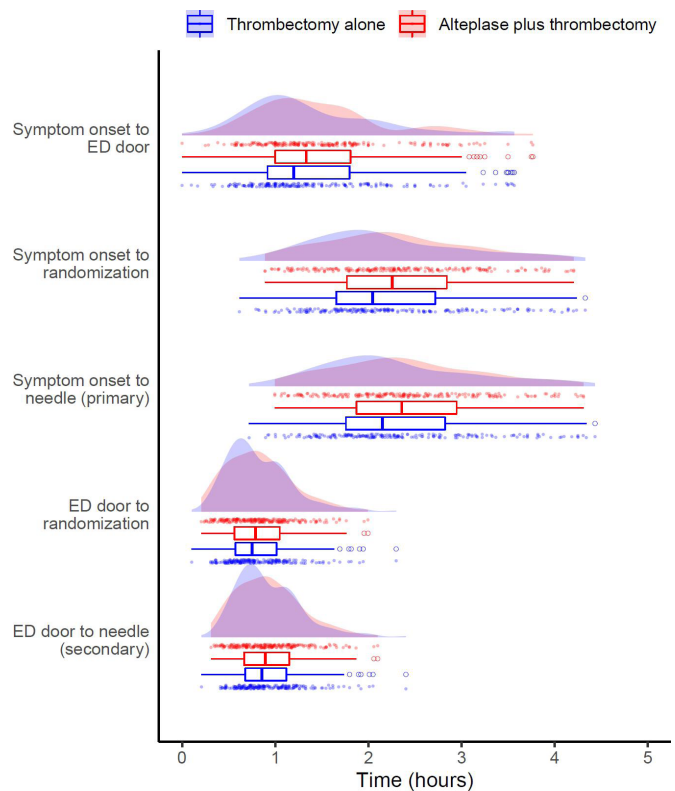 Thrombectomy alone
Alteplase plus thrombectomy
Symptom onset to
ED door
Symptom onset to
randomization
Symptom onset to
needle (primary)
ED door to
randomization
ED door to needle
(secondary)
0 1 2 3 4 5
Time (hours)